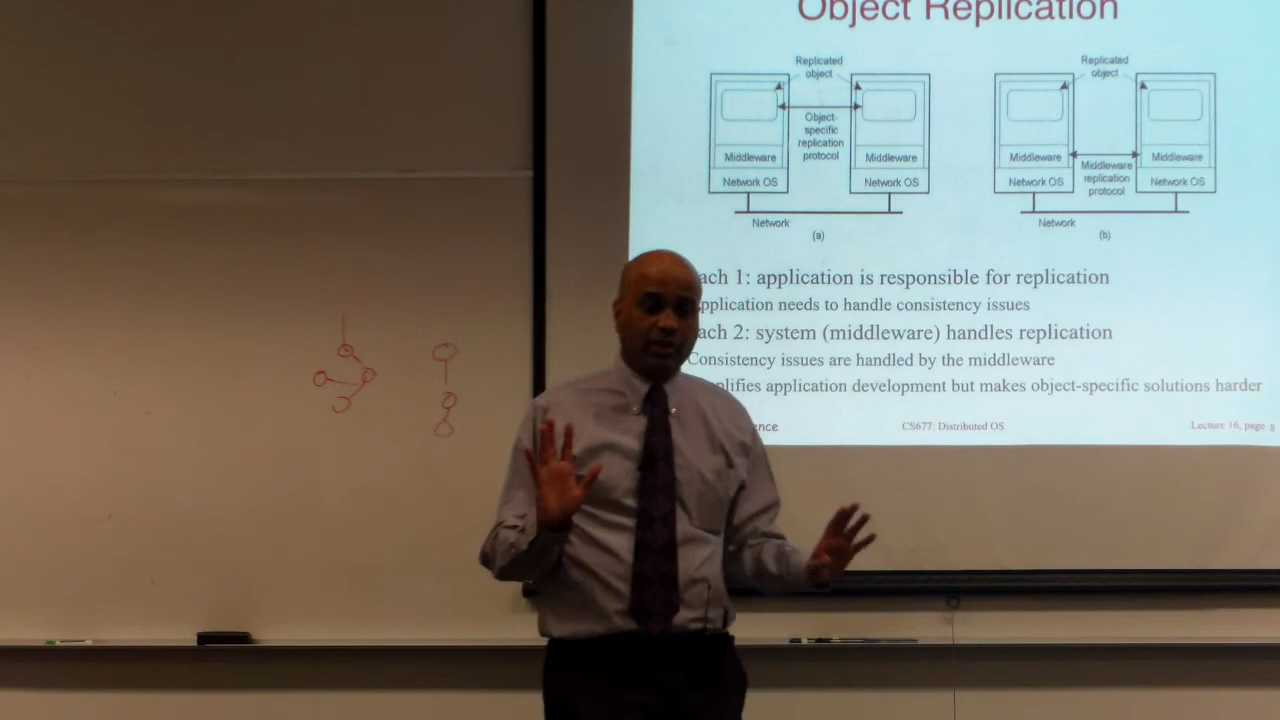 Object Replication
Replicated
object
Object-
specific
replication
protocol
Middleware
Middleware
Network OS
Network OS
Network
(a)
Replicated
object
Middleware
Middleware
Middleware
replication
protocol
Network OS
Network OS
Network
(b)
ach 1: application is responsible for replication
pplication needs to handle consistency issues
ach 2: system (middleware) handles replication
Consistency issues are handled by the middleware
plifies application development but makes object-specific solutions harder
ence
CS677: Distributed OS
Lecture 16, page 8